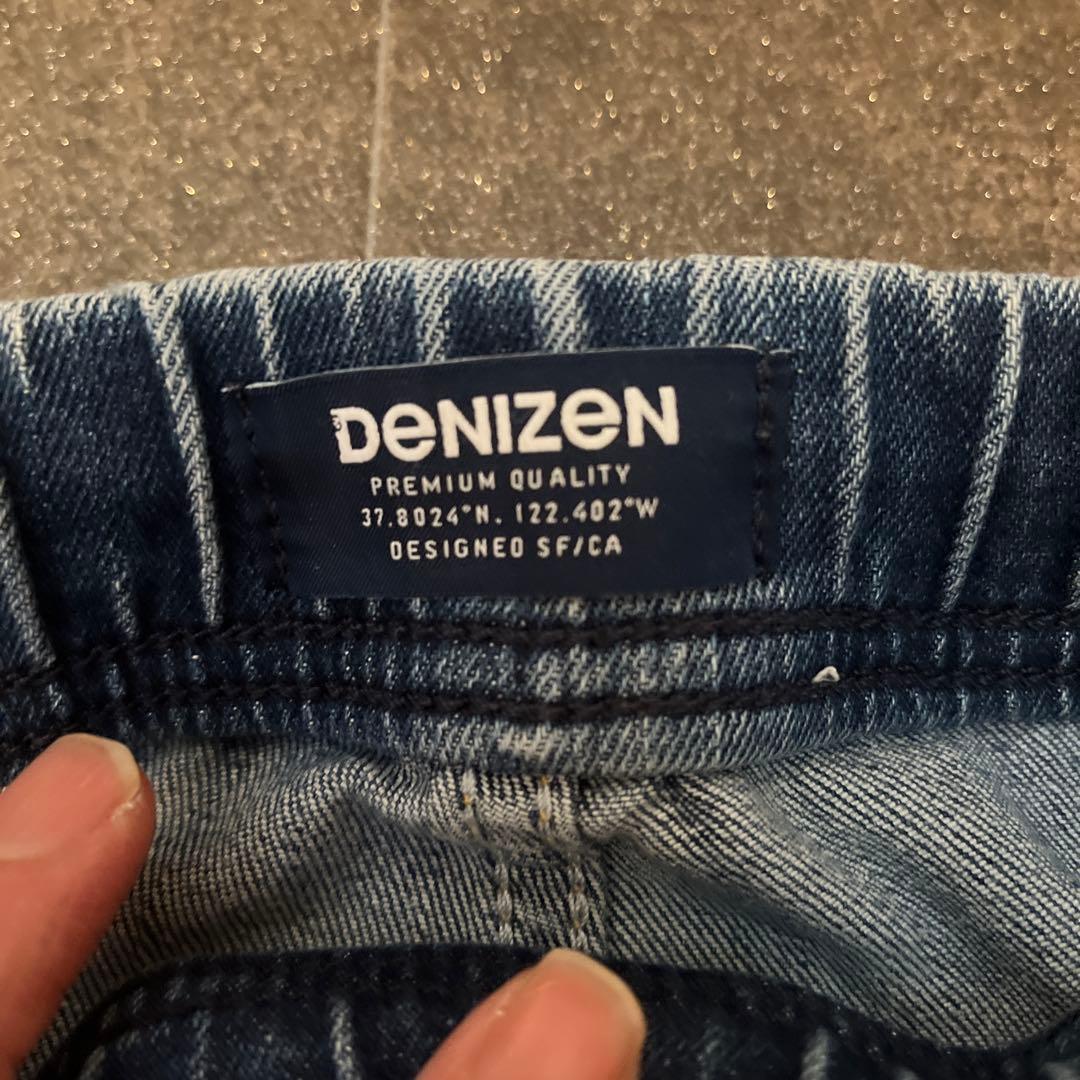 DeNIZeN
PREMIUM QUALITY
37.8024°N. 122.402°W
DESIGNED SF/CA